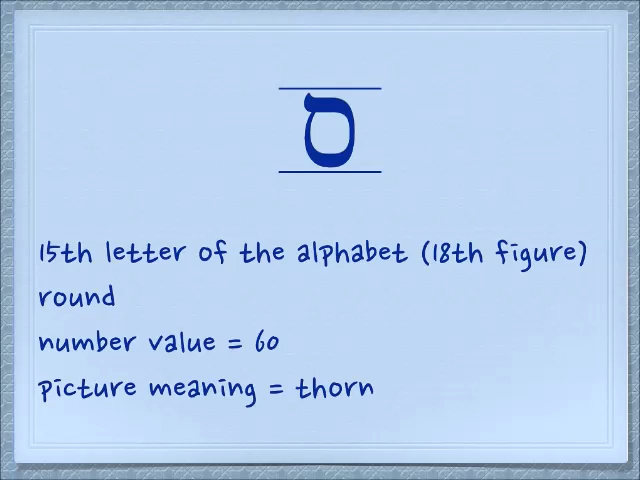 ס
15th letter of the alphabet (18th figure)
round
number value = 60
picture meaning = thorn